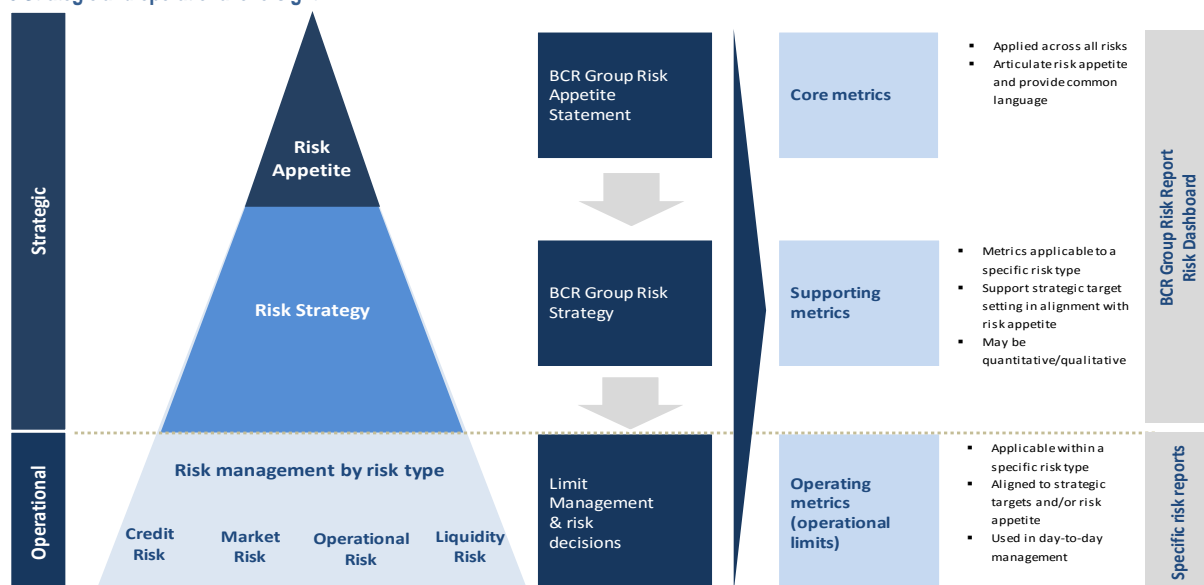 Strategic
Risk
Appetite
Risk Strategy
BCR Group Risk
Appetite
Statement
BCR Group Risk
Strategy
Core metrics
▪ Applied across all risks
▪ Articulate risk appetite
and provide common
language
Supporting
metrics
▪ Metrics applicable to a
specific risk type
▪ Support strategic target
setting in alignment with
risk appetite
▪ May be
quantitative/qualitative
BCR Group Risk Report
Risk Dashboard
Operational
Risk management by risk type
Credit
Risk
Market
Risk
Operational
Risk
Liquidity
Risk
Limit
Management
& risk
decisions
Operating
metrics
(operational
limits)
▪ Applicable within a
specific risk type
▪ Aligned to strategic
targets and/or risk
appetite
▪ Used in day-to-day
management
Specific risk reports